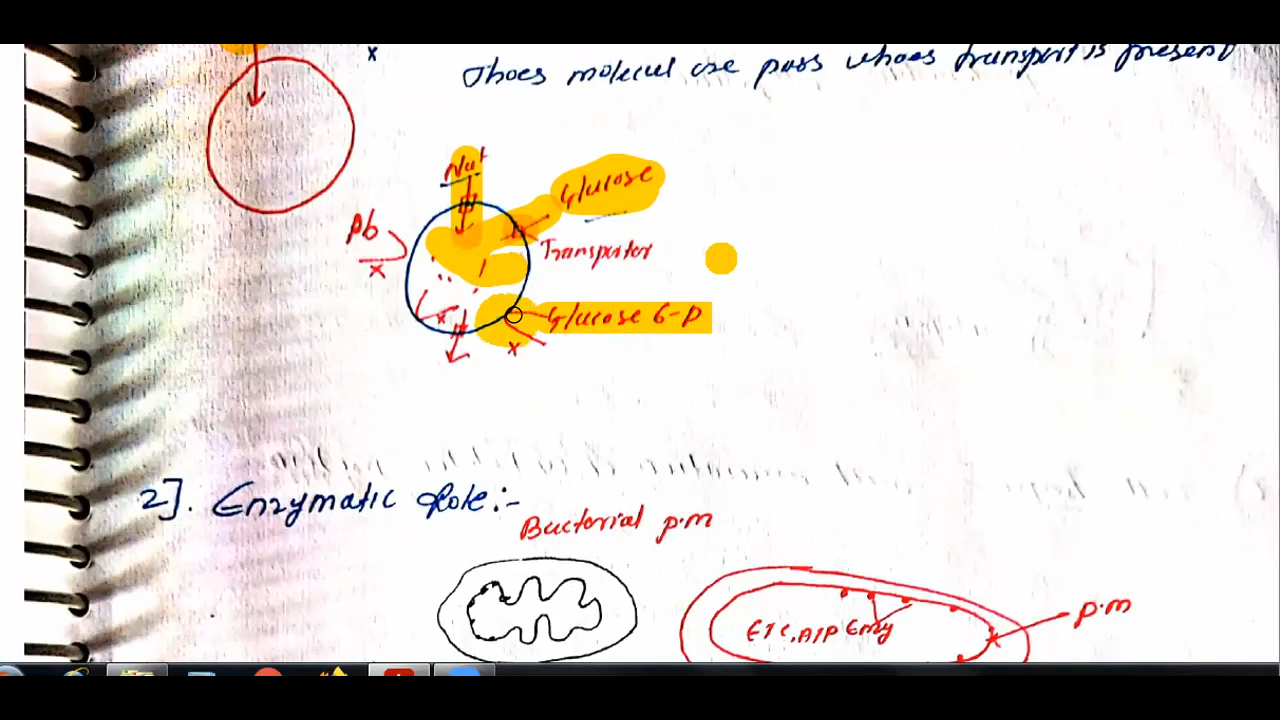 Thoes molecul are pass whoes transport is present
Na+
Glucose
Pb
x
Transporter
x
Glucose 6-P
x
2]. Enzymatic Role:-
Bacterial p.m
ETC, ATP Enzy
p.m